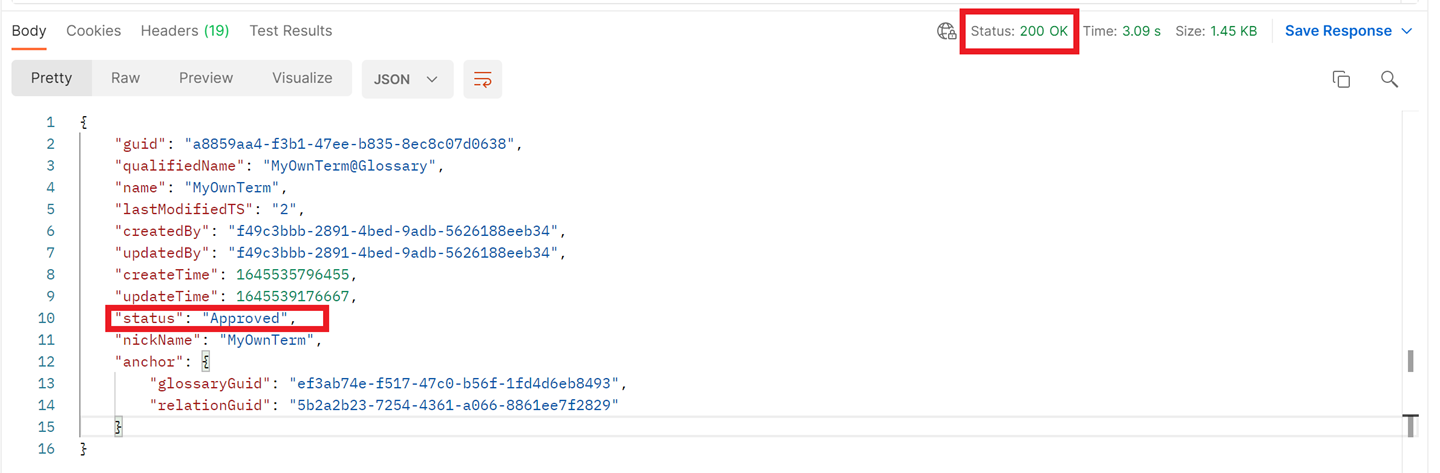 Body Cookies Headers (19) Test Results Status: 200 OK Time: 3.09 s Size: 1.45 KB Save Response
Pretty Raw Preview Visualize JSON
1 {
2 "guid": "a8859aa4-f3b1-47ee-b835-8ec8c07d0638",
3 "qualifiedName": "MyOwnTerm@Glossary",
4 "name": "MyOwnTerm",
5 "lastModifiedTS": "2",
6 "createdBy": "f49c3bbb-2891-4bed-9adb-5626188eeb34",
7 "updatedBy": "f49c3bbb-2891-4bed-9adb-5626188eeb34",
8 "createTime": 1645535796455,
9 "updateTime": 1645539176667,
10 "status": "Approved",
11 "nickName": "MyOwnTerm",
12 "anchor": {
13 "glossaryGuid": "ef3ab74e-f517-47c0-b56f-1fd4d6eb8493",
14 "relationGuid": "5b2a2b23-7254-4361-a066-8861ee7f2829"
15 }
16 }